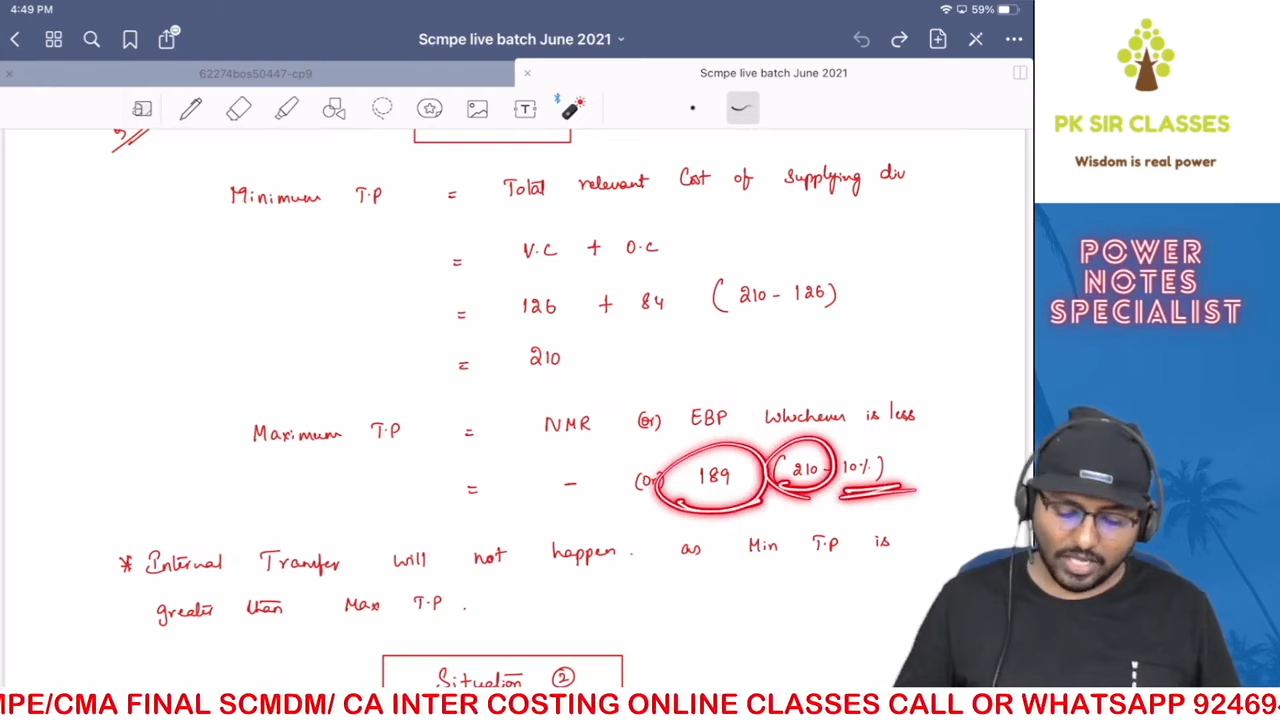 4:49 PM
59%
Scmpe live batch June 2021
62274bos50447-cp9
Scmpe live batch June 2021
Minimum T.P = Total relevant Cost of Supplying div
= V.C + O.C
= 126 + 84 (210 - 126)
= 210
Maximum T.P = NMR (or) EBP Whichever is less
= - (or) 189 (210 - 10%)
* Internal Transfer will not happen. as Min T.P is
greater than Max T.P.
Situation 2
PK SIR CLASSES
Wisdom is real power
POWER
NOTES
SPECIALIST
MPE/CMA FINAL SCMDM/ CA INTER COSTING ONLINE CLASSES CALL OR WHATSAPP 92469